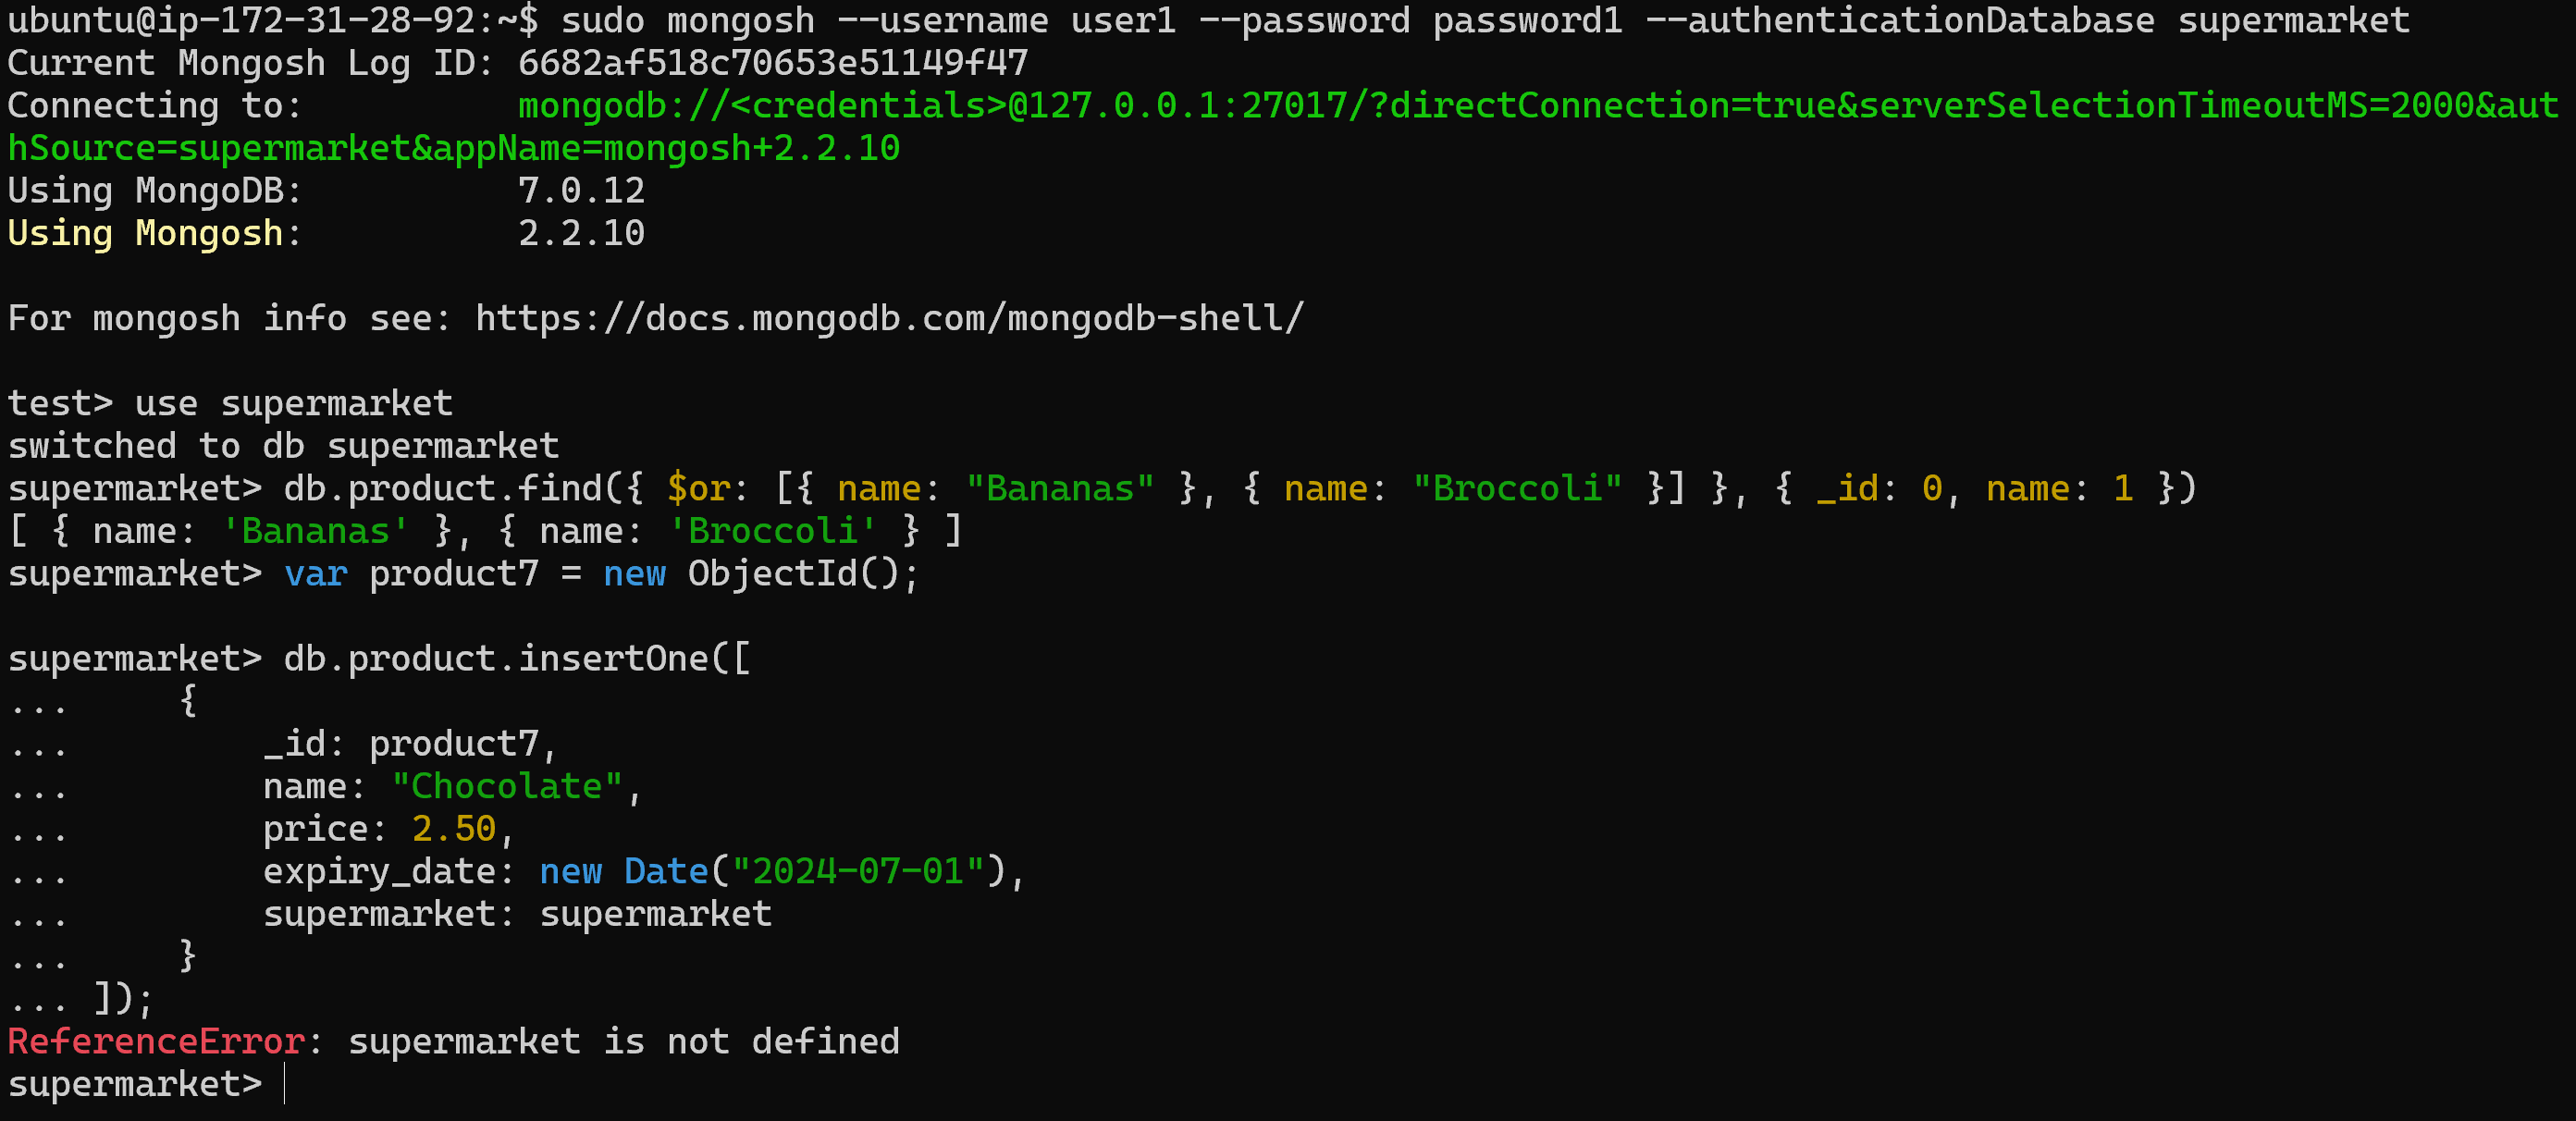 ubuntu@ip-172-31-28-92:~$ sudo mongosh --username user1 --password password1 --authenticationDatabase supermarket
Current Mongosh Log ID: 6682af518c70653e51149f47
Connecting to:          mongodb://<credentials>@127.0.0.1:27017/?directConnection=true&serverSelectionTimeoutMS=2000&aut
hSource=supermarket&appName=mongosh+2.2.10
Using MongoDB:          7.0.12
Using Mongosh:          2.2.10
For mongosh info see: https://docs.mongodb.com/mongodb-shell/
test> use supermarket
switched to db supermarket
supermarket> db.product.find({ $or: [{ name: "Bananas" }, { name: "Broccoli" }] }, { _id: 0, name: 1 })
[ { name: 'Bananas' }, { name: 'Broccoli' } ]
supermarket> var product7 = new ObjectId();
supermarket> db.product.insertOne([
...     {
...         _id: product7,
...         name: "Chocolate",
...         price: 2.50,
...         expiry_date: new Date("2024-07-01"),
...         supermarket: supermarket
...     }
... ]);
ReferenceError: supermarket is not defined
supermarket>